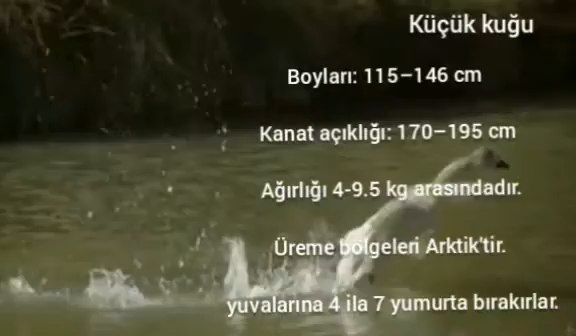 Küçük kuğu
Boyları: 115–146 cm
Kanat açıklığı: 170–195 cm
Ağırlığı 4-9.5 kg arasındadır.
Üreme bölgeleri Arktik'tir.
yuvalarına 4 ila 7 yumurta bırakırlar.